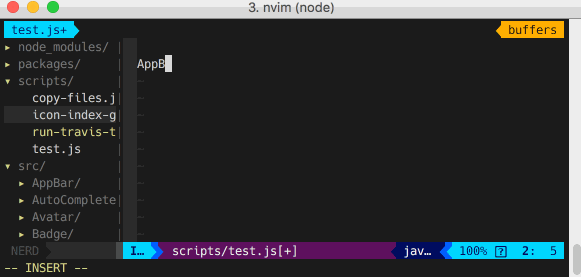 3. nvim (node)
test.js+ buffers
▸ node_modules/
▸ packages/ AppB
▾ scripts/
copy-files.j
icon-index-g
run-travis-t
test.js
▾ src/
▸ AppBar/
▸ AutoComplete
▸ Avatar/
▸ Badge/
NERD I… scripts/test.js[+] jav… 100% 2: 5
-- INSERT --